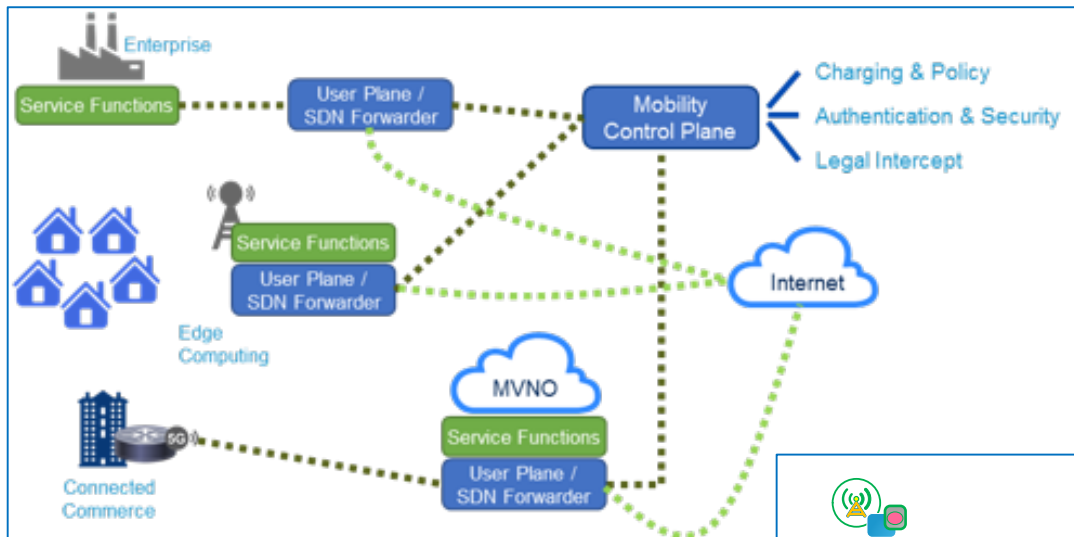 Enterprise
Service Functions
User Plane /
SDN Forwarder
Mobility
Control Plane
Charging & Policy
Authentication & Security
Legal Intercept
Service Functions
User Plane /
SDN Forwarder
Edge
Computing
Internet
MVNO
Service Functions
User Plane /
SDN Forwarder
5G
Connected
Commerce